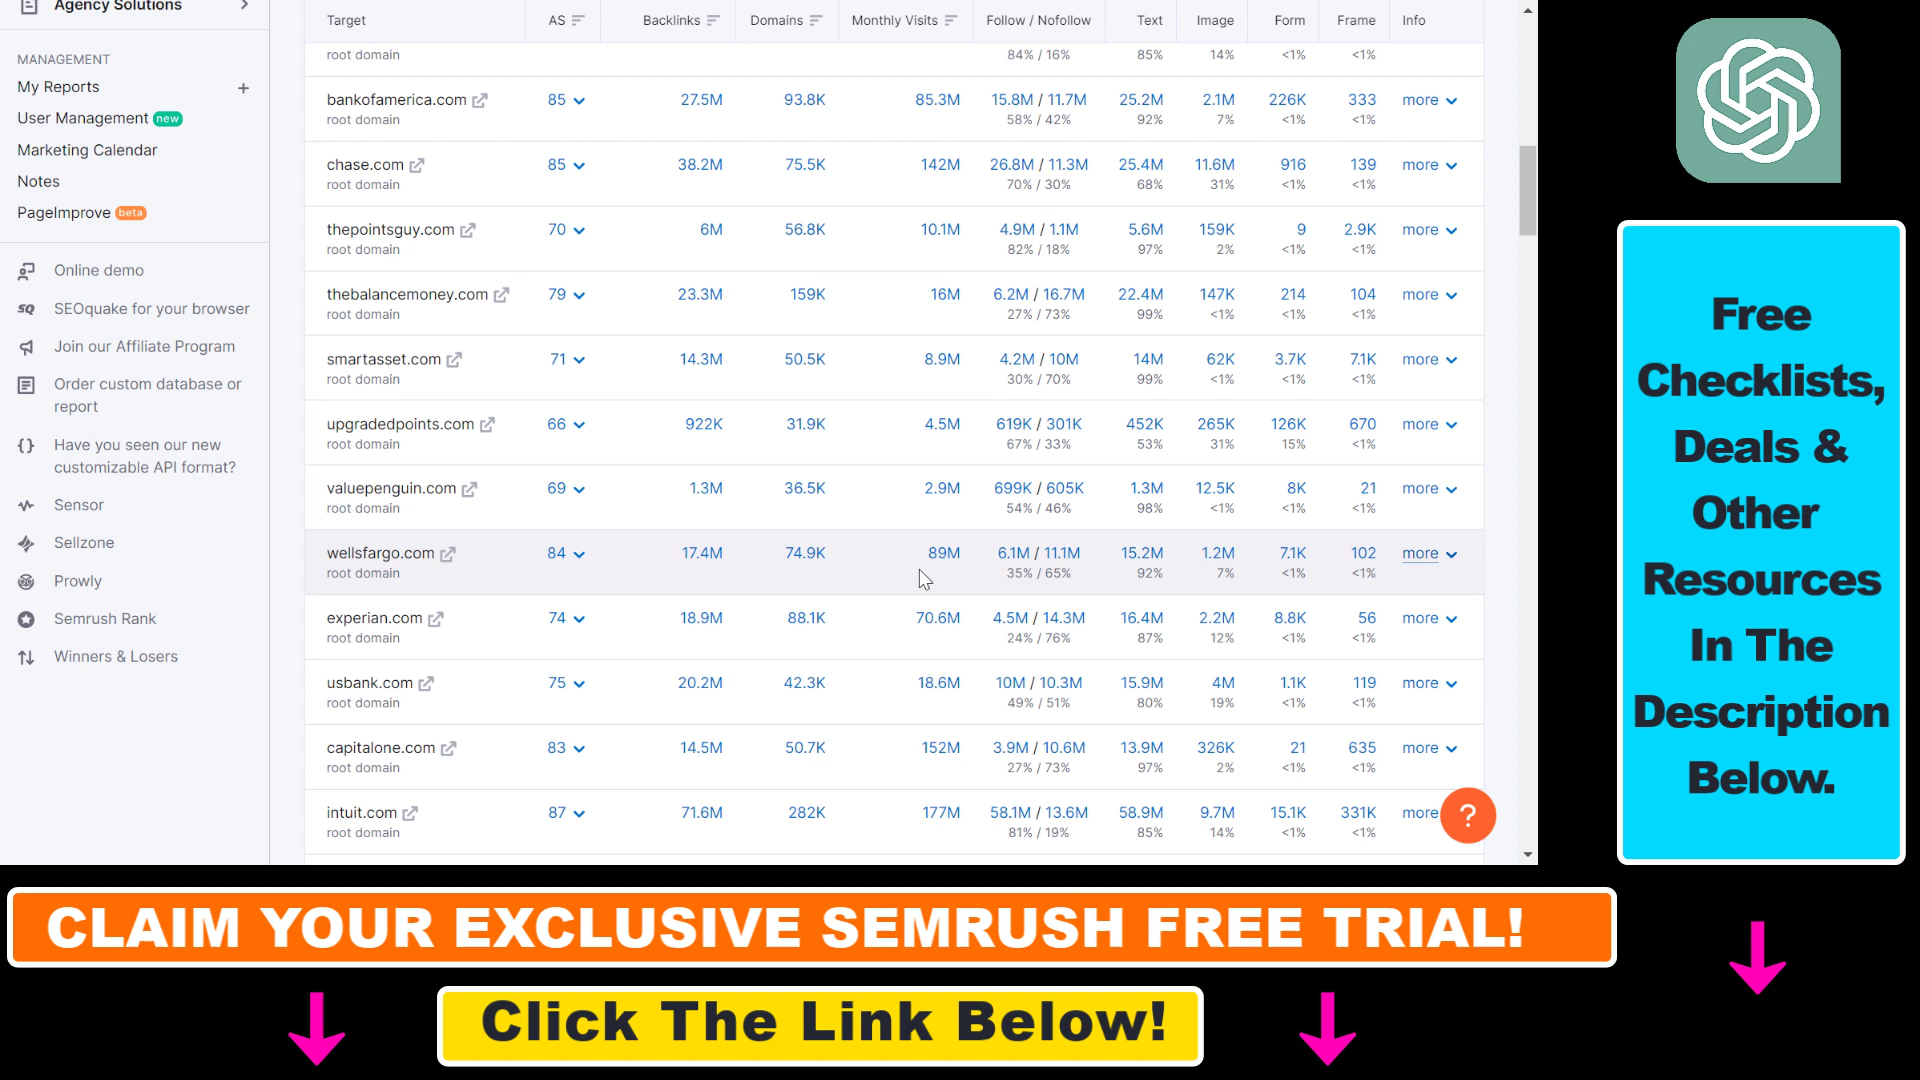 Agency Solutions
MANAGEMENT
My Reports +
User Management new
Marketing Calendar
Notes
PageImprove beta
Online demo
SEOquake for your browser
Join our Affiliate Program
Order custom database or
report
Have you seen our new
customizable API format?
Sensor
Sellzone
Prowly
Semrush Rank
Winners & Losers
Target AS Backlinks Domains Monthly Visits Follow / Nofollow Text Image Form Frame Info
root domain 84% / 16% 85% 14% <1% <1%
bankofamerica.com 85 27.5M 93.8K 85.3M 15.8M / 11.7M 25.2M 2.1M 226K 333 more
root domain 58% / 42% 92% 7% <1% <1%
chase.com 85 38.2M 75.5K 142M 26.8M / 11.3M 25.4M 11.6M 916 139 more
root domain 70% / 30% 68% 31% <1% <1%
thepointsguy.com 70 6M 56.8K 10.1M 4.9M / 1.1M 5.6M 159K 9 2.9K more
root domain 82% / 18% 97% 2% <1% <1%
thebalancemoney.com 79 23.3M 159K 16M 6.2M / 16.7M 22.4M 147K 214 104 more
root domain 27% / 73% 99% <1% <1% <1%
smartasset.com 71 14.3M 50.5K 8.9M 4.2M / 10M 14M 62K 3.7K 7.1K more
root domain 30% / 70% 99% <1% <1% <1%
upgradedpoints.com 66 922K 31.9K 4.5M 619K / 301K 452K 265K 126K 670 more
root domain 67% / 33% 53% 31% 15% <1%
valuepenguin.com 69 1.3M 36.5K 2.9M 699K / 605K 1.3M 12.5K 8K 21 more
root domain 54% / 46% 98% <1% <1% <1%
wellsfargo.com 84 17.4M 74.9K 89M 6.1M / 11.1M 15.2M 1.2M 7.1K 102 more
root domain 35% / 65% 92% 7% <1% <1%
experian.com 74 18.9M 88.1K 70.6M 4.5M / 14.3M 16.4M 2.2M 8.8K 56 more
root domain 24% / 76% 87% 12% <1% <1%
usbank.com 75 20.2M 42.3K 18.6M 10M / 10.3M 15.9M 4M 1.1K 119 more
root domain 49% / 51% 80% 19% <1% <1%
capitalone.com 83 14.5M 50.7K 152M 3.9M / 10.6M 13.9M 326K 21 635 more
root domain 27% / 73% 97% 2% <1% <1%
intuit.com 87 71.6M 282K 177M 58.1M / 13.6M 58.9M 9.7M 15.1K 331K more
root domain 81% / 19% 85% 14% <1% <1%
?
Free
Checklists,
Deals &
Other
Resources
In The
Description
Below.
CLAIM YOUR EXCLUSIVE SEMRUSH FREE TRIAL!
Click The Link Below!